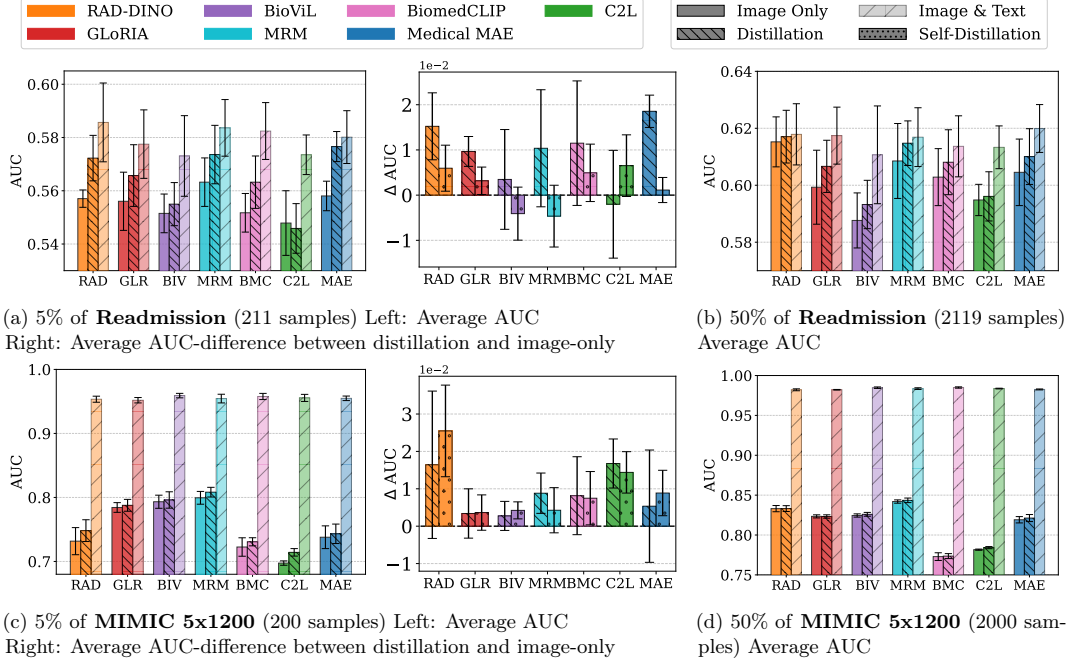 RAD-DINO BioViL BiomedCLIP C2L
GLoRIA MRM Medical MAE
Image Only Image & Text
Distillation Self-Distillation
AUC
0.60
0.58
0.56
0.54
RAD GLR BIV MRM BMC C2L MAE
1e−2
Δ AUC
2
1
0
−1
RAD GLR BIV MRM BMC C2L MAE
AUC
0.64
0.62
0.60
0.58
RAD GLR BIV MRM BMC C2L MAE
(a) 5% of Readmission (211 samples) Left: Average AUC
Right: Average AUC-difference between distillation and image-only
(b) 50% of Readmission (2119 samples)
Average AUC
AUC
1.0
0.9
0.8
0.7
RAD GLR BIV MRM BMC C2L MAE
1e−2
Δ AUC
3
2
1
0
−1
RAD GLR BIV MRM BMC C2L MAE
AUC
1.00
0.95
0.90
0.85
0.80
0.75
RAD GLR BIV MRM BMC C2L MAE
(c) 5% of MIMIC 5x1200 (200 samples) Left: Average AUC
Right: Average AUC-difference between distillation and image-only
(d) 50% of MIMIC 5x1200 (2000 sam-
ples) Average AUC